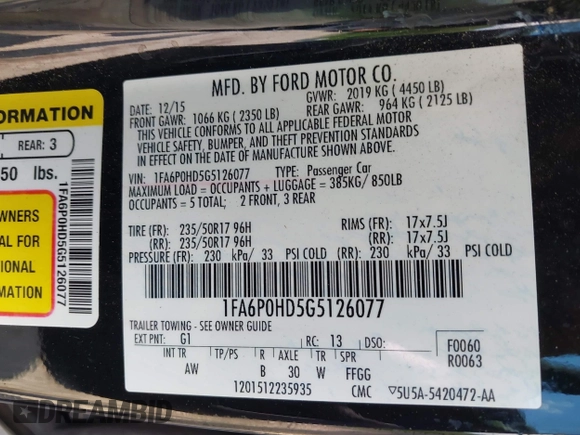 MFD. BY FORD MOTOR CO.
DATE: 12/15 GVWR: 2019 KG ( 4450 LB)
FRONT GAWR: 1066 KG ( 2350 LB) REAR GAWR: 964 KG ( 2125 LB)
THIS VEHICLE CONFORMS TO ALL APPLICABLE FEDERAL MOTOR
VEHICLE SAFETY, BUMPER, AND THEFT PREVENTION STANDARDS
IN EFFECT ON THE DATE OF MANUFACTURE SHOWN ABOVE.
VIN: 1FA6P0HD5G5126077 TYPE: Passenger Car
MAXIMUM LOAD = OCCUPANTS + LUGGAGE = 385KG/ 850LB
OCCUPANTS = 5 TOTAL; 2 FRONT, 3 REAR
TIRE (FR): 235/50R17 96H RIMS (FR): 17x7.5J
(RR): 235/50R17 96H (RR): 17x7.5J
PRESSURE (FR): 230 kPa/ 33 PSI COLD (RR): 230 kPa/ 33 PSI COLD
1FA6P0HD5G5126077
TRAILER TOWING - SEE OWNER GUIDE
EXT PNT: G1 RC: 13 DSO: F0060
R0063
INT TR TP/PS R AXLE TR SPR
AW B 30 FFGG
1201512235935 CMC 5U5A-5420472-AA
FORMATION
REAR: 3
50 lbs.
WNERS
AL FOR
IONAL
MATION
1FA6P0HD5G5126077
DREAMBID